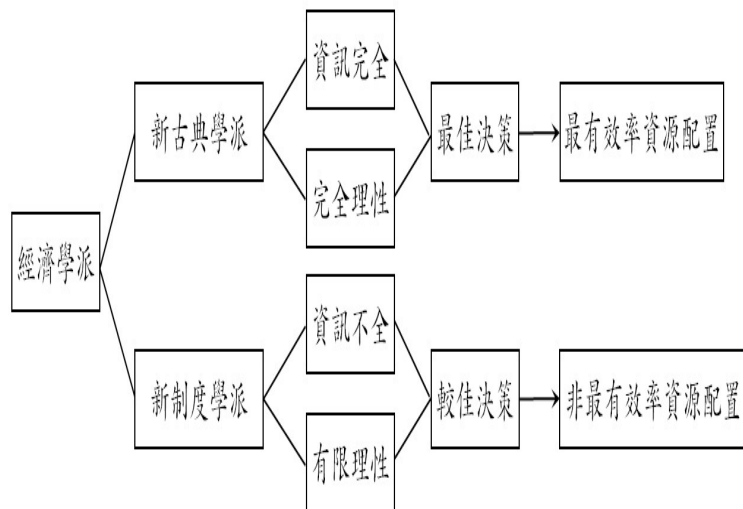 經濟學派
新古典學派
資訊完全
完全理性
最佳決策
最有效率資源配置
新制度學派
資訊不全
有限理性
較佳決策
非最有效率資源配置